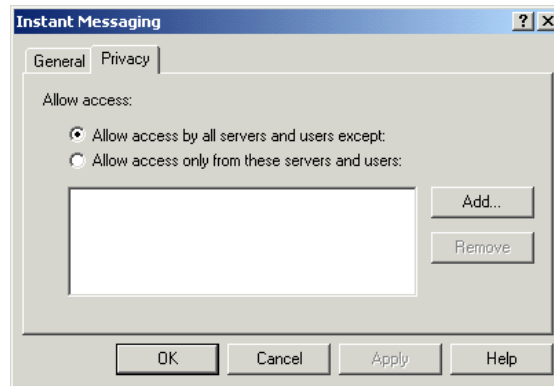 Instant Messaging
General Privacy
Allow access:
Allow access by all servers and users except:
Allow access only from these servers and users:
Add...
Remove
OK Cancel Apply Help